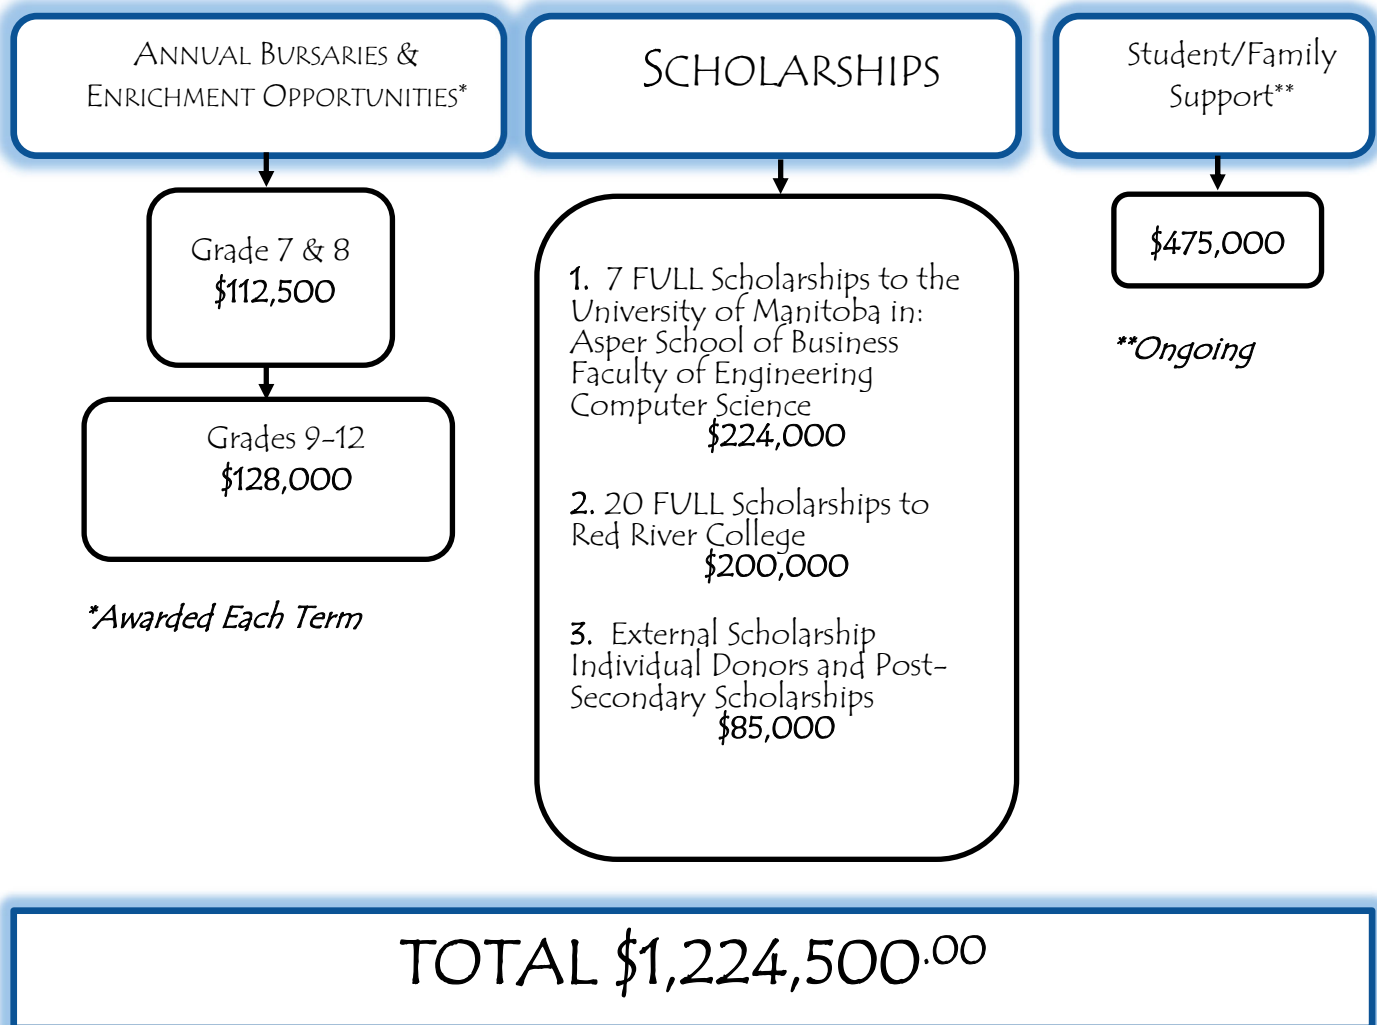 ANNUAL BURSARIES &
ENRICHMENT OPPORTUNITIES*
Grade 7 & 8
$112,500
Grades 9-12
$128,000
*Awarded Each Term
SCHOLARSHIPS
1. 7 FULL Scholarships to the
University of Manitoba in:
Asper School of Business
Faculty of Engineering
Computer Science
$224,000
2. 20 FULL Scholarships to
Red River College
$200,000
3. External Scholarship
Individual Donors and Post-
Secondary Scholarships
$85,000
Student/Family
Support**
$475,000
**Ongoing
TOTAL $1,224,500.00